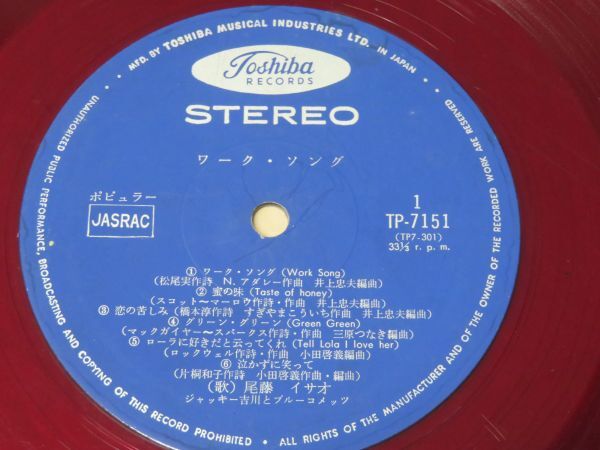 MFD. BY TOSHIBA MUSICAL INDUSTRIES LTD. IN JAPAN.
Toshiba
RECORDS
STEREO
ワーク・ソング
ポピュラー
JASRAC
1
TP-7151
(TP7-301)
33⅓ r. p. m.
① ワーク・ソング (Work Song)
(松尾実作詩 N. アダレー作曲 井上忠夫編曲)
② 蜜の味 (Taste of honey)
(スコット〜マーロウ作詩・作曲 井上忠夫編曲)
③ 恋の苦しみ (橋本淳作詩 すぎやまこういち作曲 井上忠夫編曲)
④ グリーン・グリーン (Green Green)
(マックガイヤー〜スパークス作詩・作曲 三原つなき編曲)
⑤ ローラに好きだと云ってくれ (Tell Lola I love her)
(ロックウェル作詩・作曲 小田啓義編曲)
⑥ 泣かずに笑って
(片桐和子作詩 小田啓義作曲・編曲)
(歌) 尾藤 イサオ
ジャッキー吉川とブルーコメッツ
UNAUTHORIZED PUBLIC PERFORMANCE, BROADCASTING AND COPYING OF THIS RECORD PROHIBITED • ALL RIGHTS OF THE MANUFACTURER AND OF THE OWNER OF THE RECORDED WORK ARE RESERVED